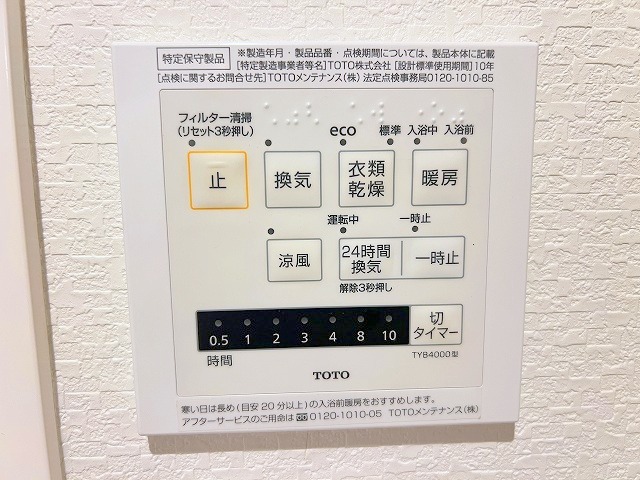 特定保守製品
※製造年月・製品品番・点検期間については、製品本体に記載
[特定製造事業者等名]TOTO株式会社 [設計標準使用期間]10年
[点検に関するお問合せ先]TOTOメンテナンス(株) 法定点検事務局0120-1010-85
フィルター清掃
(リセット3秒押し)
eco 標準 入浴中 入浴前
止 換気 衣類乾燥 暖房
運転中 一時止
涼風 24時間換気 一時止
解除3秒押し
0.5 1 2 3 4 6 8 10
切タイマー
時間
TYB4000型
TOTO
寒い日は長め(目安20分以上)の入浴前暖房をおすすめします。
アフターサービスのご用命は 0120-1010-05 TOTOメンテナンス(株)